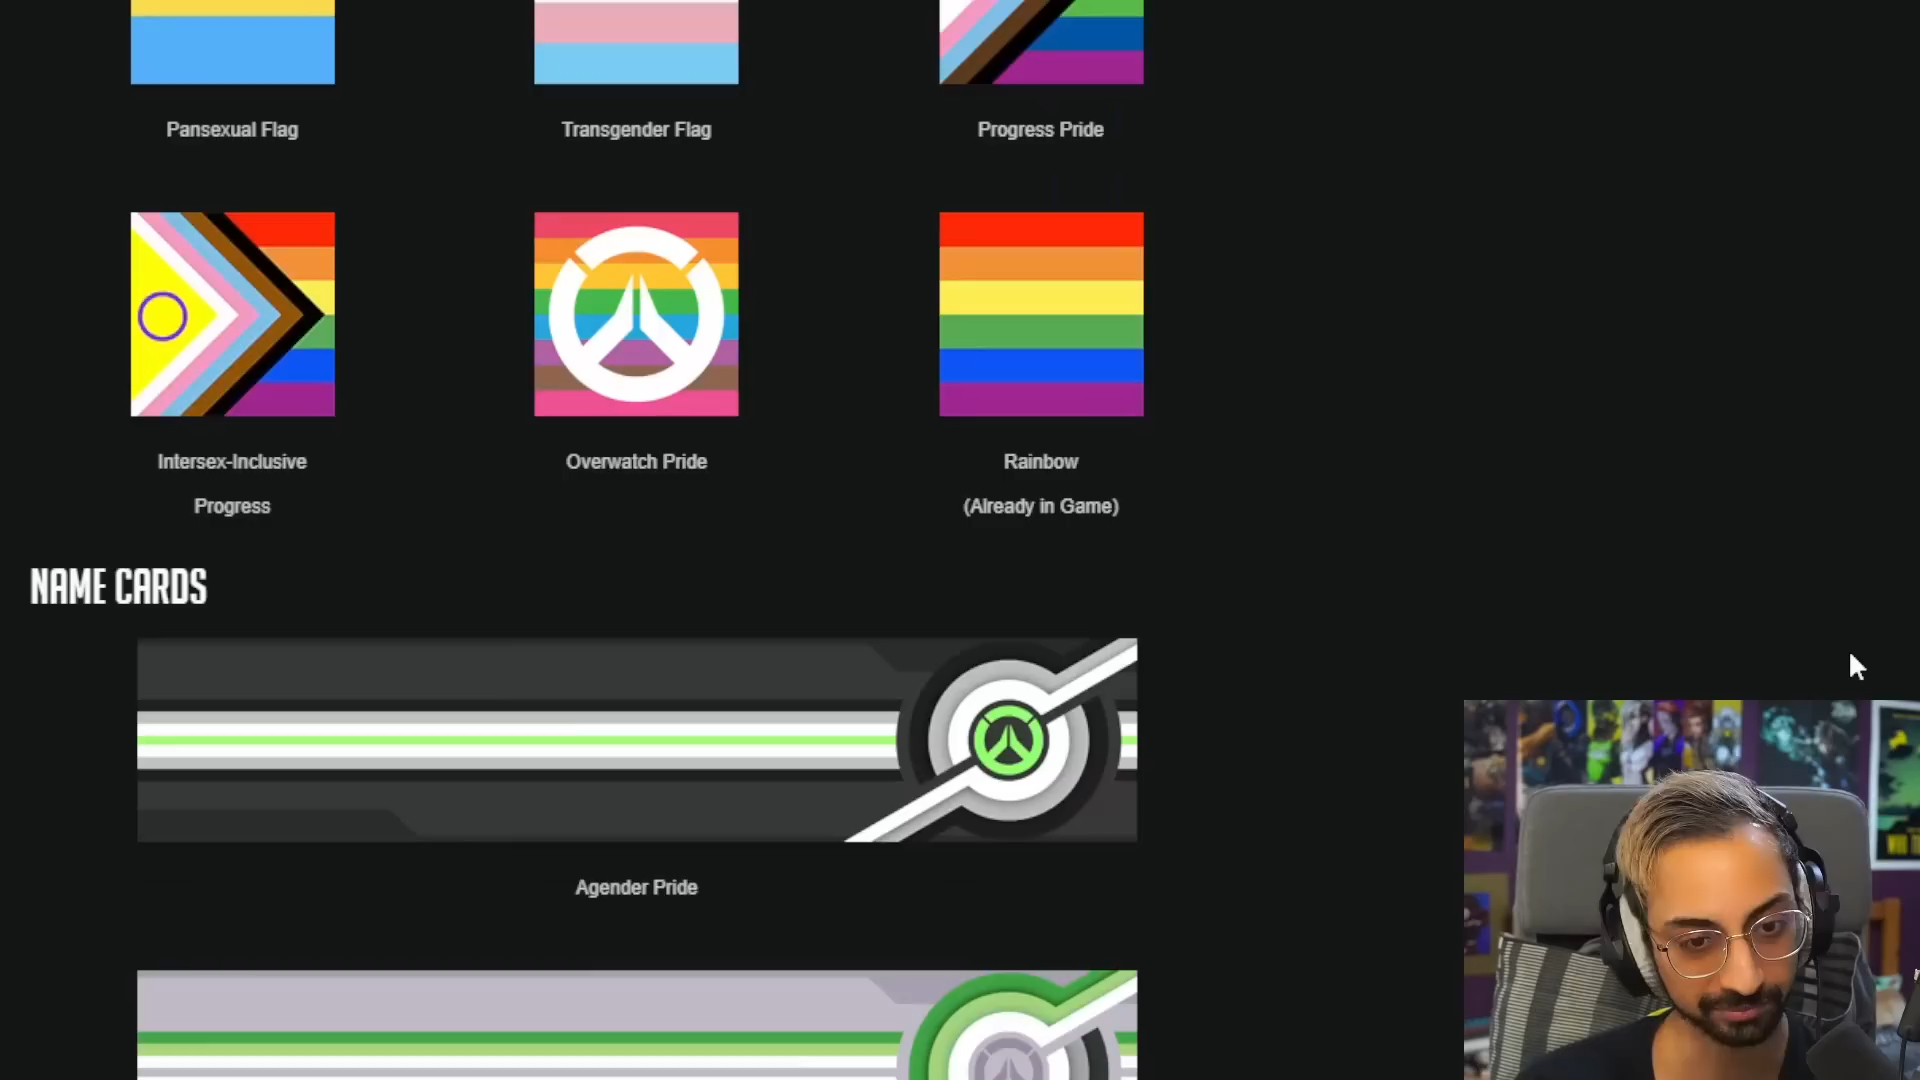 Pansexual Flag
Transgender Flag
Progress Pride
Intersex-Inclusive
Progress
Overwatch Pride
Rainbow
(Already in Game)
NAME CARDS
Agender Pride